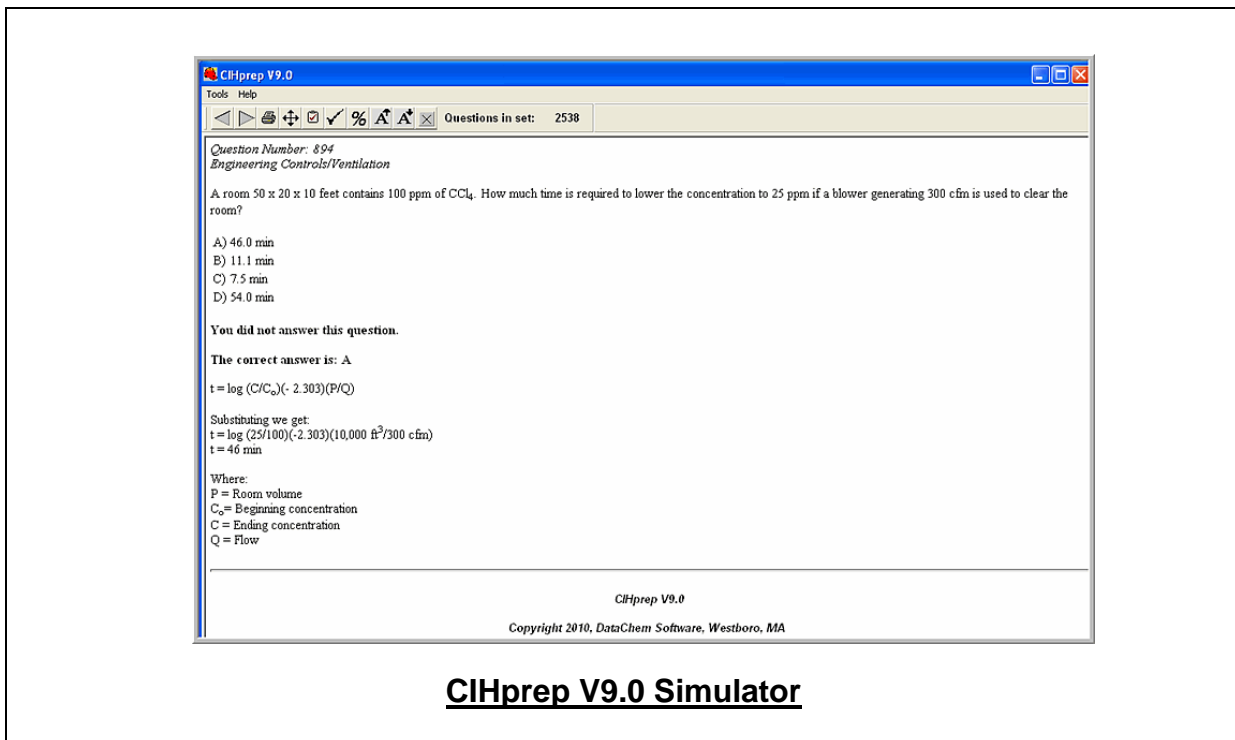 CIHprep V9.0
Tools Help
Questions in set: 2538
Question Number: 894
Engineering Controls/Ventilation
A room 50 x 20 x 10 feet contains 100 ppm of CCl₄. How much time is required to lower the concentration to 25 ppm if a blower generating 300 cfm is used to clear the
room?
A) 46.0 min
B) 11.1 min
C) 7.5 min
D) 54.0 min
You did not answer this question.
The correct answer is: A
t = log (C/Cₒ)(- 2.303)(P/Q)
Substituting we get:
t = log (25/100)(-2.303)(10,000 ft³/300 cfm)
t = 46 min
Where:
P = Room volume
Cₒ= Beginning concentration
C = Ending concentration
Q = Flow
CIHprep V9.0
Copyright 2010, DataChem Software, Westboro, MA
CIHprep V9.0 Simulator